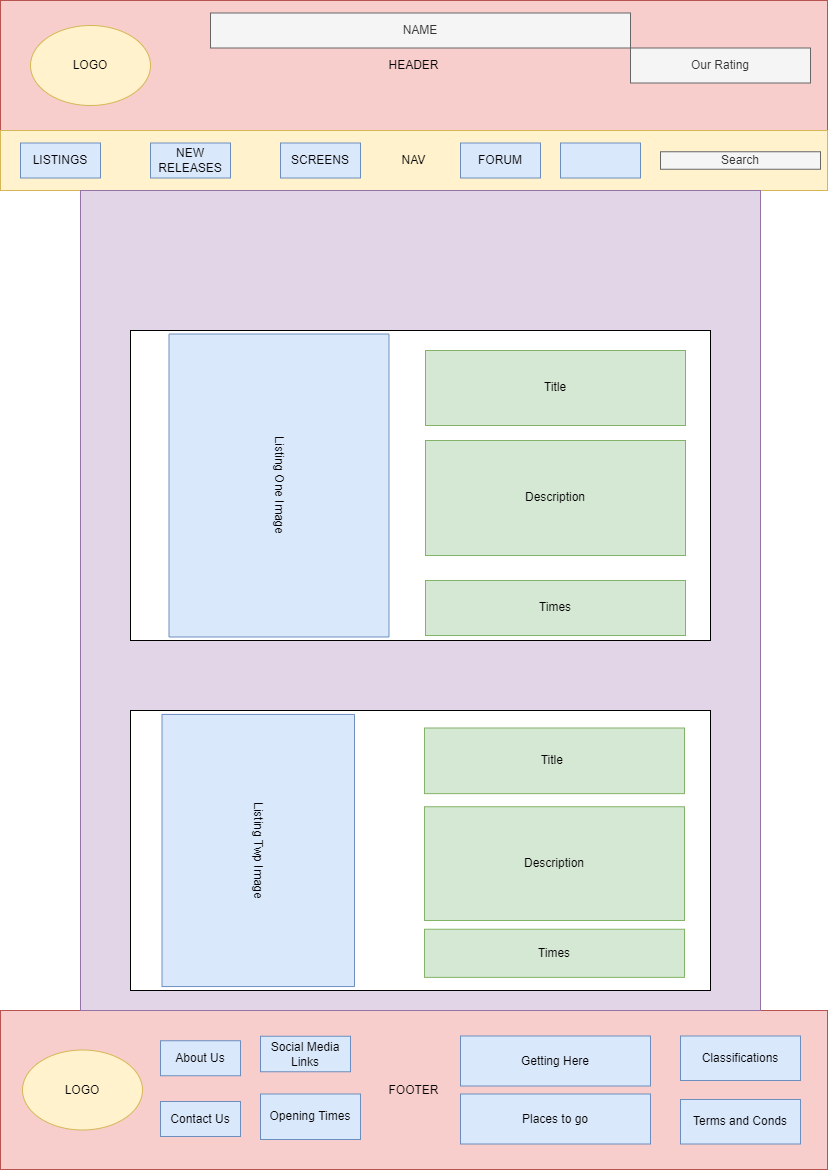 NAME
LOGO
HEADER
Our Rating
LISTINGS
NEW
RELEASES
SCREENS
NAV
FORUM
Search
Listing One Image
Title
Description
Times
Listing Twp Image
Title
Description
Times
LOGO
About Us
Social Media
Links
Contact Us
Opening Times
FOOTER
Getting Here
Places to go
Classifications
Terms and Conds